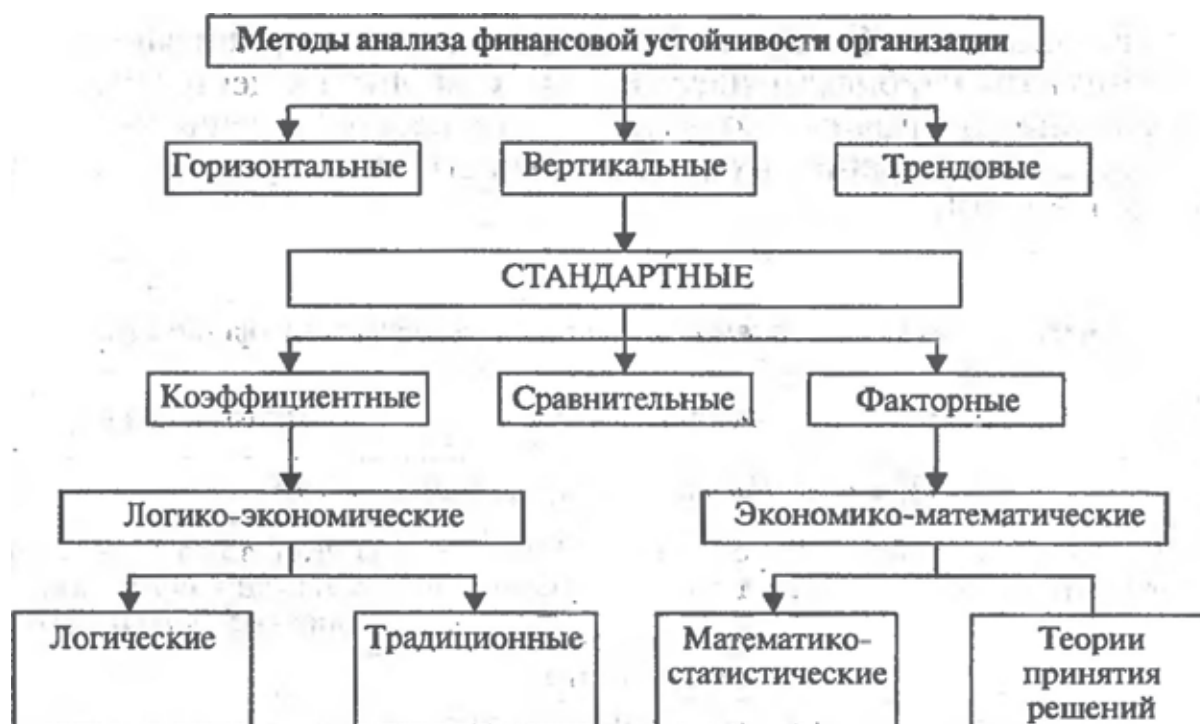 Методы анализа финансовой устойчивости организации
Горизонтальные
Вертикальные
Трендовые
СТАНДАРТНЫЕ
Коэффициентные
Сравнительные
Факторные
Логико-экономические
Экономико-математические
Логические
Традиционные
Математико-
статистические
Теории
принятия
решений